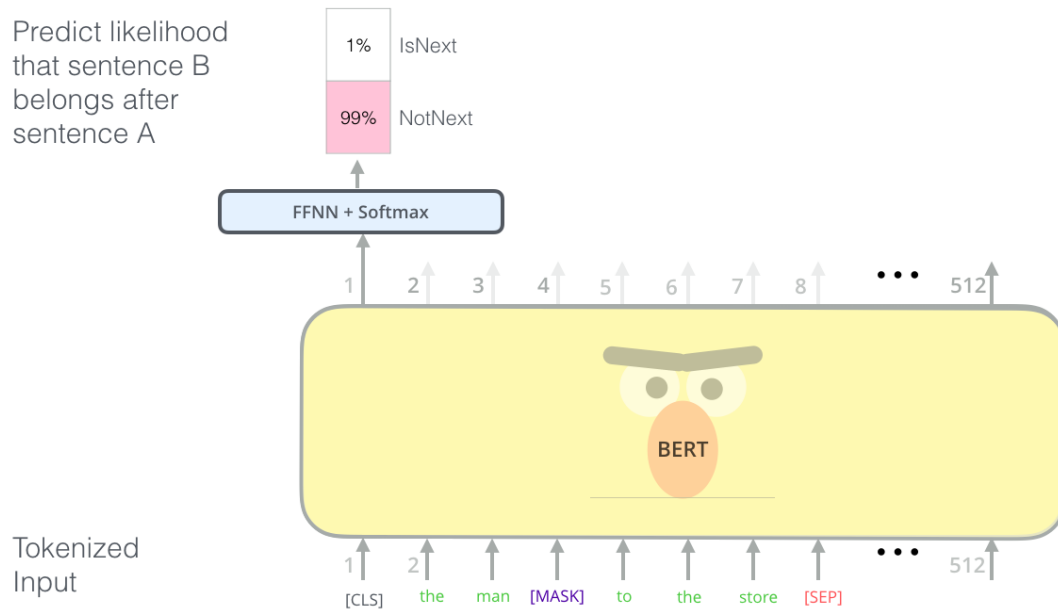 Predict likelihood
that sentence B
belongs after
sentence A
1% IsNext
99% NotNext
FFNN + Softmax
1 2 3 4 5 6 7 8 ••• 512
BERT
Tokenized
Input
1 2 ••• 512
[CLS] the man [MASK] to the store [SEP]